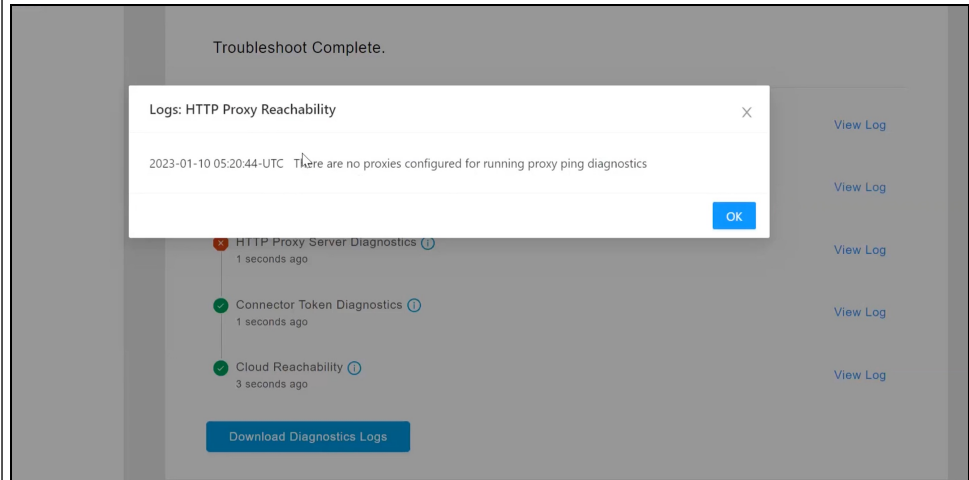 Troubleshoot Complete.
Logs: HTTP Proxy Reachability
View Log
2023-01-10 05:20:44-UTC There are no proxies configured for running proxy ping diagnostics
View Log
OK
HTTP Proxy Server Diagnostics
View Log
1 seconds ago
Connector Token Diagnostics
View Log
1 seconds ago
Cloud Reachability
View Log
3 seconds ago
Download Diagnostics Logs